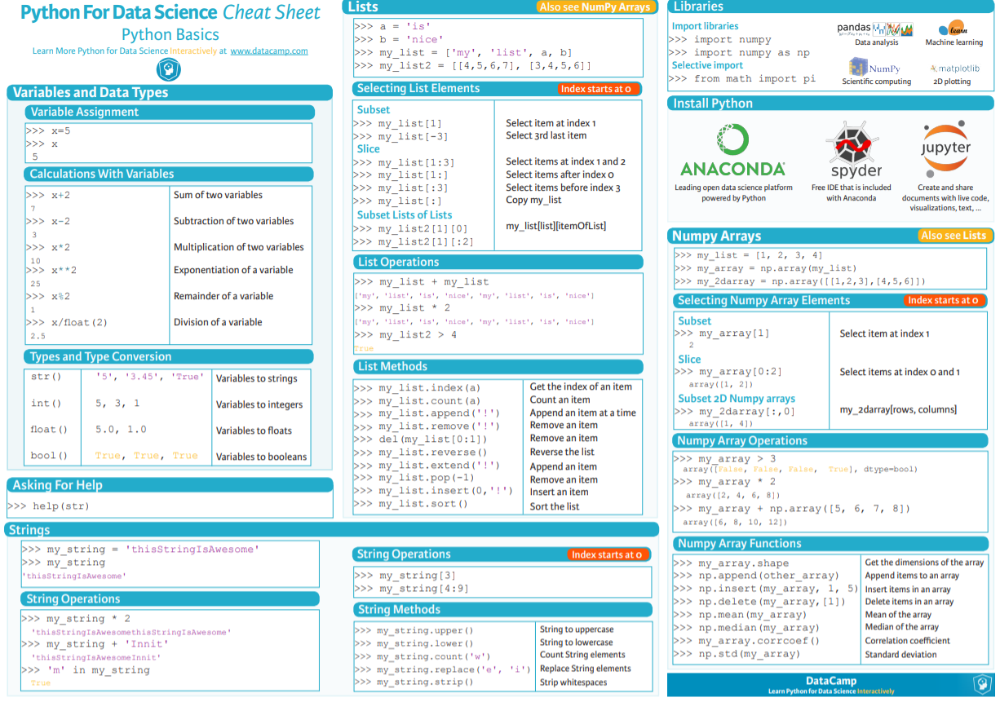 Python For Data Science Cheat Sheet
Python Basics
Learn More Python for Data Science Interactively at www.datacamp.com
Variables and Data Types
Variable Assignment
>>> x=5
>>> x
5
Calculations With Variables
>>> x+2 Sum of two variables
7
>>> x-2 Subtraction of two variables
3
>>> x*2 Multiplication of two variables
10
>>> x**2 Exponentiation of a variable
25
>>> x%2 Remainder of a variable
1
>>> x/float(2) Division of a variable
2.5
Types and Type Conversion
str() '5', '3.45', 'True' Variables to strings
int() 5, 3, 1 Variables to integers
float() 5.0, 1.0 Variables to floats
bool() True, True, True Variables to booleans
Asking For Help
>>> help(str)
Lists Also see NumPy Arrays
>>> a = 'is'
>>> b = 'nice'
>>> my_list = ['my', 'list', a, b]
>>> my_list2 = [[4,5,6,7], [3,4,5,6]]
Selecting List Elements Index starts at 0
Subset
>>> my_list[1] Select item at index 1
>>> my_list[-3] Select 3rd last item
Slice
>>> my_list[1:3] Select items at index 1 and 2
>>> my_list[1:] Select items after index 0
>>> my_list[:3] Select items before index 3
>>> my_list[:] Copy my_list
Subset Lists of Lists
>>> my_list2[1][0] my_list[list][itemOfList]
>>> my_list2[1][:2]
List Operations
>>> my_list + my_list
['my', 'list', 'is', 'nice', 'my', 'list', 'is', 'nice']
>>> my_list * 2
['my', 'list', 'is', 'nice', 'my', 'list', 'is', 'nice']
>>> my_list2 > 4
True
List Methods
>>> my_list.index(a) Get the index of an item
>>> my_list.count(a) Count an item
>>> my_list.append('!') Append an item at a time
>>> my_list.remove('!') Remove an item
>>> del(my_list[0:1]) Remove an item
>>> my_list.reverse() Reverse the list
>>> my_list.extend('!') Append an item
>>> my_list.pop(-1) Remove an item
>>> my_list.insert(0,'!') Insert an item
>>> my_list.sort() Sort the list
Strings
>>> my_string = 'thisStringIsAwesome'
>>> my_string
'thisStringIsAwesome'
String Operations
>>> my_string * 2
'thisStringIsAwesomethisStringIsAwesome'
>>> my_string + 'Innit'
'thisStringIsAwesomeInnit'
>>> 'm' in my_string
True
String Operations Index starts at 0
>>> my_string[3]
>>> my_string[4:9]
String Methods
>>> my_string.upper() String to uppercase
>>> my_string.lower() String to lowercase
>>> my_string.count('w') Count String elements
>>> my_string.replace('e', 'i') Replace String elements
>>> my_string.strip() Strip whitespaces
Libraries
Import libraries
>>> import numpy
>>> import numpy as np
Selective import
>>> from math import pi
pandas
Data analysis
learn
Machine learning
NumPy
Scientific computing
matplotlib
2D plotting
Install Python
ANACONDA
Leading open data science platform
powered by Python
spyder
Free IDE that is included
with Anaconda
jupyter
Create and share
documents with live code,
visualizations, text, ...
Numpy Arrays Also see Lists
>>> my_list = [1, 2, 3, 4]
>>> my_array = np.array(my_list)
>>> my_2darray = np.array([[1,2,3],[4,5,6]])
Selecting Numpy Array Elements Index starts at 0
Subset
>>> my_array[1] Select item at index 1
2
Slice
>>> my_array[0:2] Select items at index 0 and 1
array([1, 2])
Subset 2D Numpy arrays
>>> my_2darray[:,0] my_2darray[rows, columns]
array([1, 4])
Numpy Array Operations
>>> my_array > 3
array([False, False, False, True], dtype=bool)
>>> my_array * 2
array([2, 4, 6, 8])
>>> my_array + np.array([5, 6, 7, 8])
array([6, 8, 10, 12])
Numpy Array Functions
>>> my_array.shape Get the dimensions of the array
>>> np.append(other_array) Append items to an array
>>> np.insert(my_array, 1, 5) Insert items in an array
>>> np.delete(my_array,[1]) Delete items in an array
>>> np.mean(my_array) Mean of the array
>>> np.median(my_array) Median of the array
>>> my_array.corrcoef() Correlation coefficient
>>> np.std(my_array) Standard deviation
DataCamp
Learn Python for Data Science Interactively